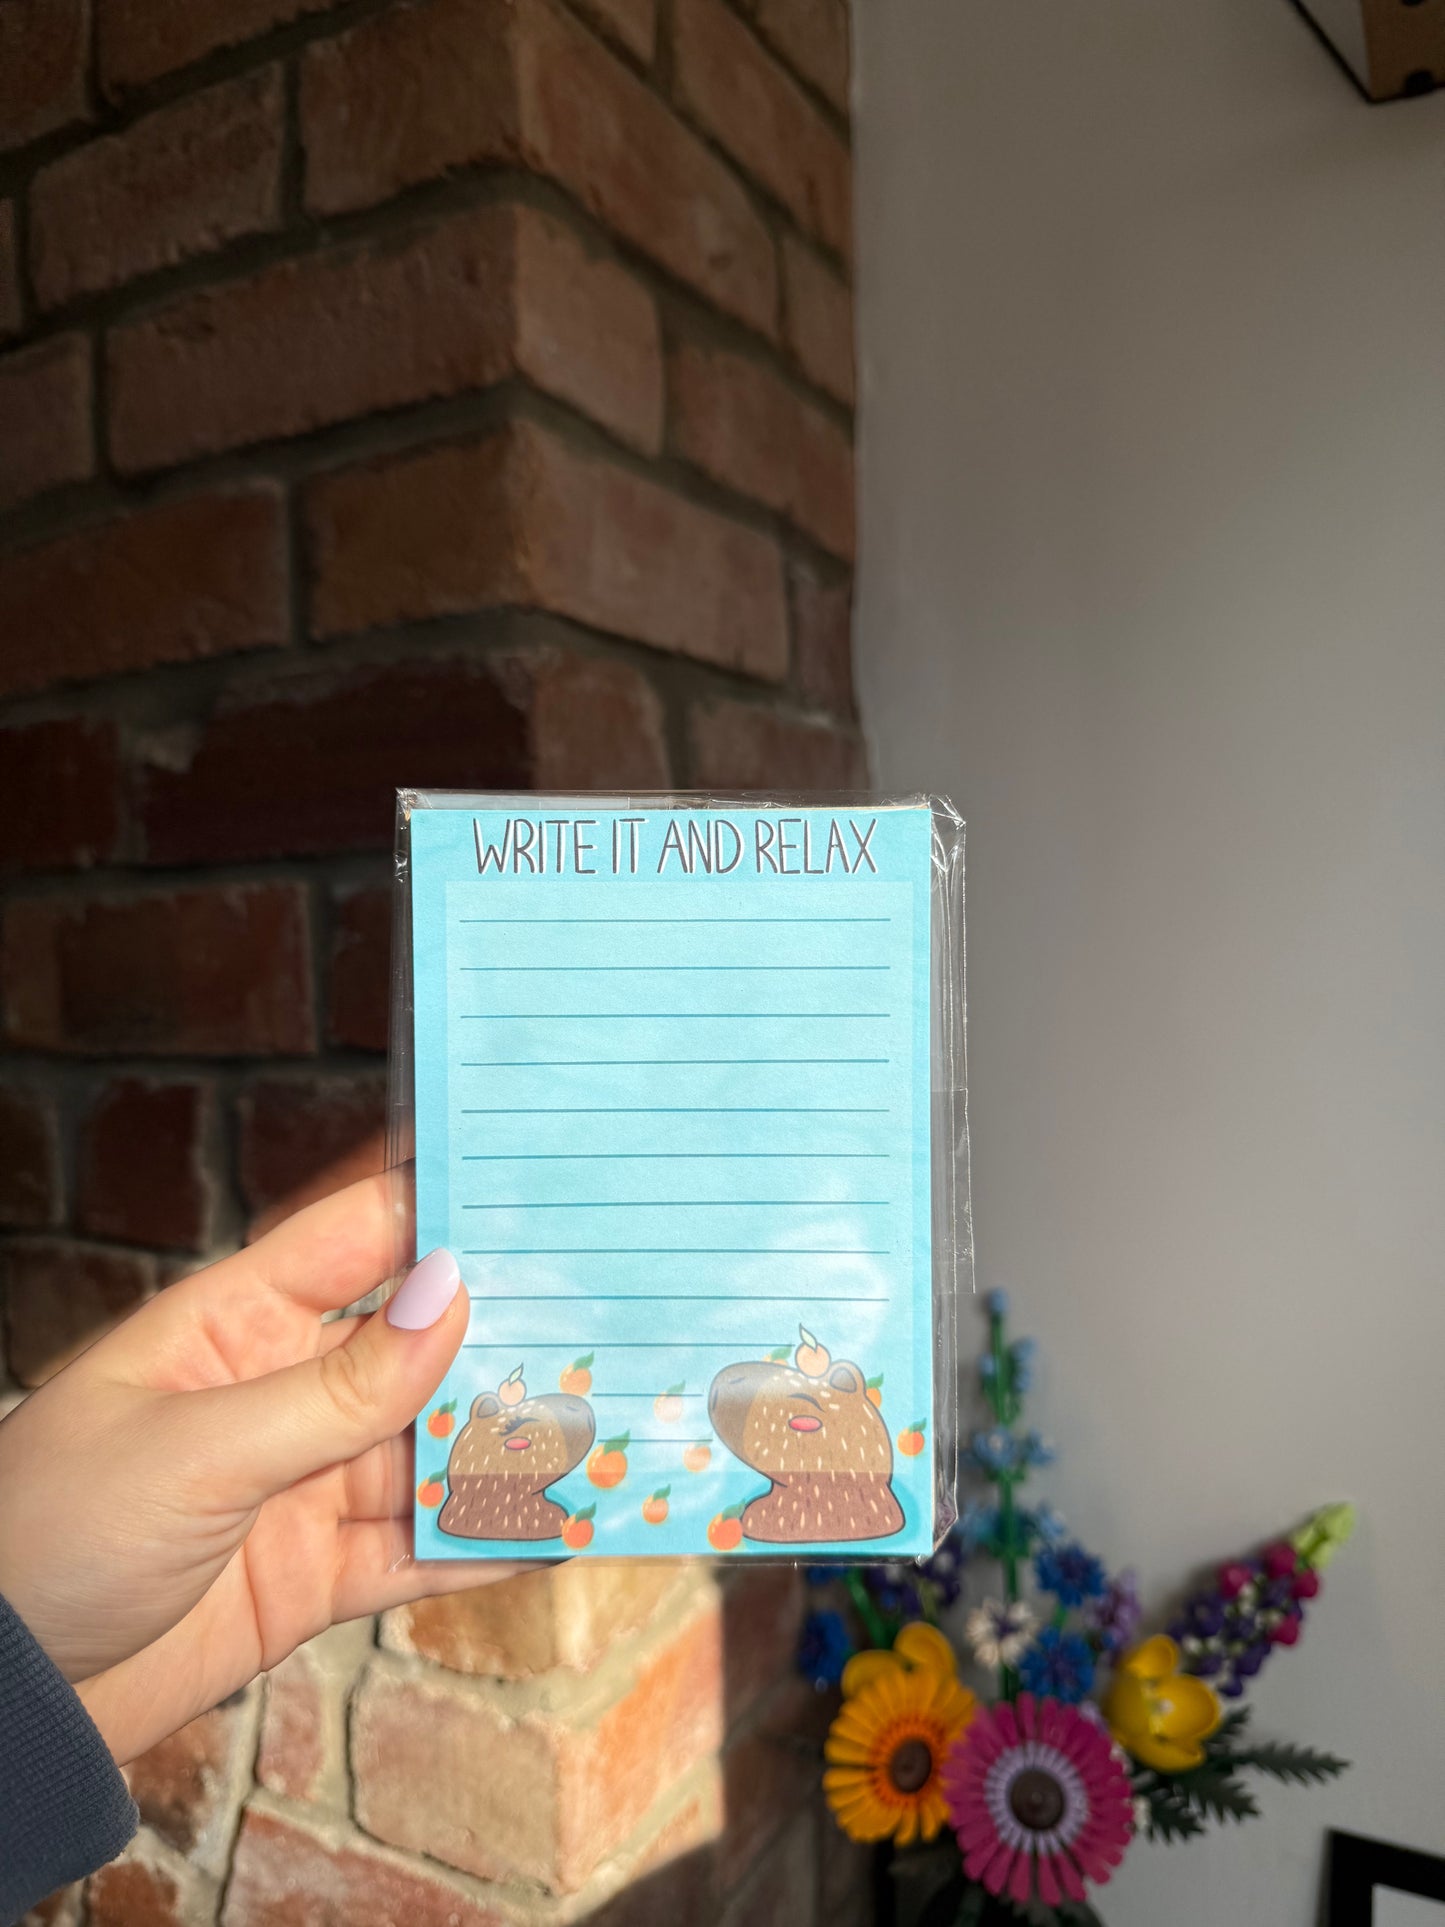 WRITE IT AND RELAX